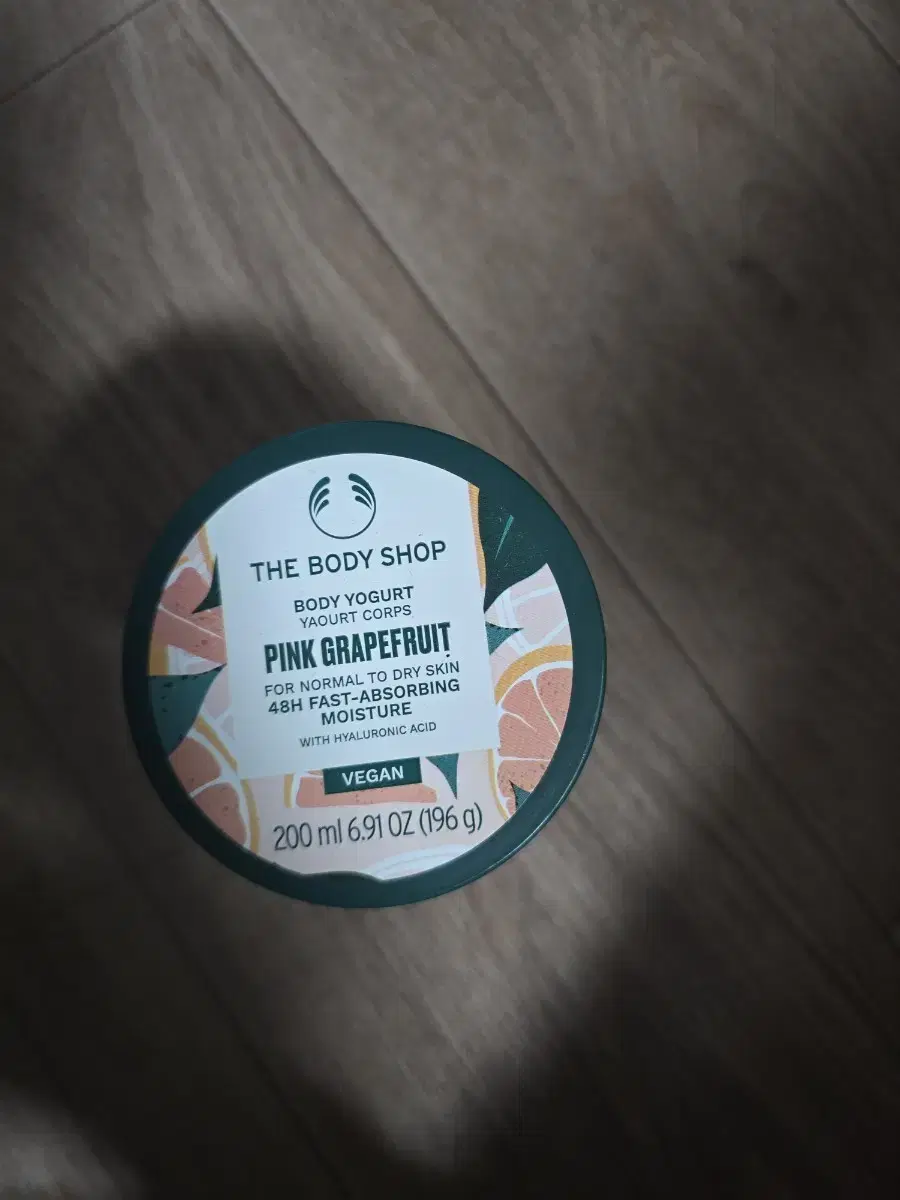 THE BODY SHOP
BODY YOGURT
YAOURT CORPS
PINK GRAPEFRUIT
FOR NORMAL TO DRY SKIN
48H FAST-ABSORBING
MOISTURE
WITH HYALURONIC ACID
VEGAN
200 ml 6.91 OZ (196 g)